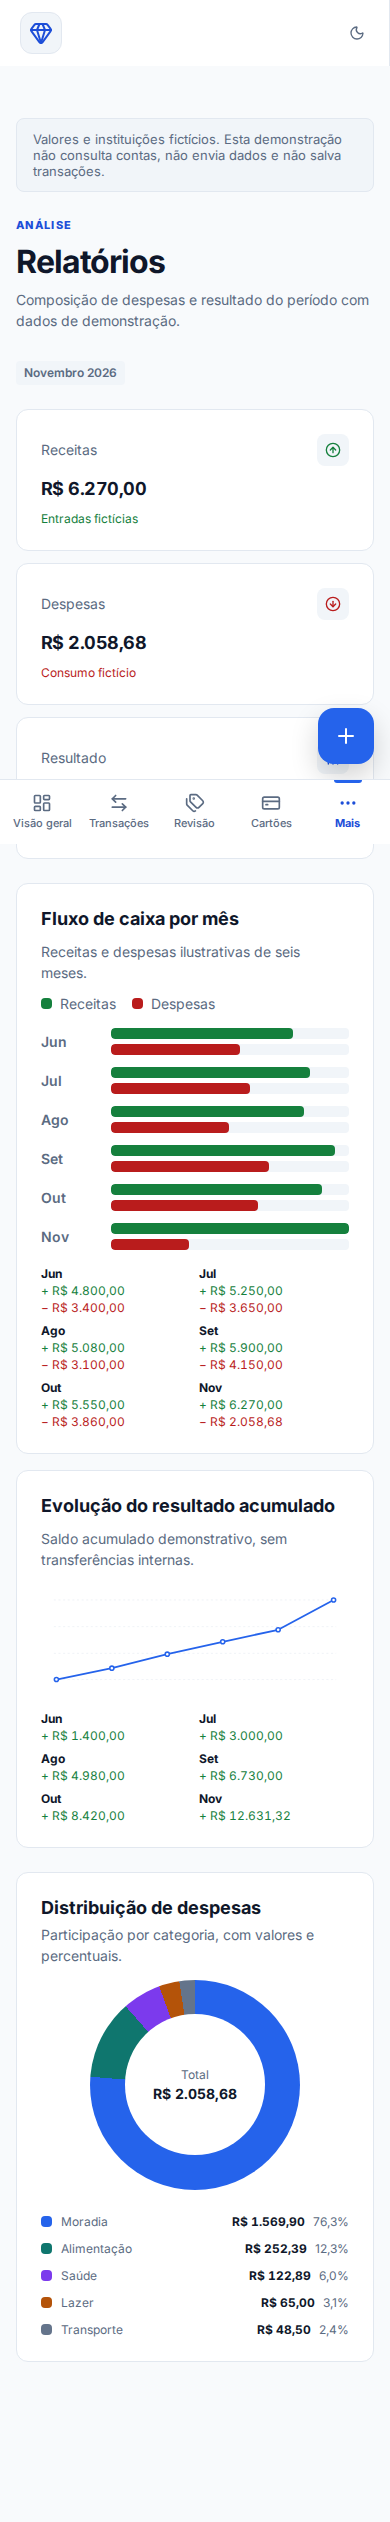 Valores e instituições fictícios. Esta demonstração
não consulta contas, não envia dados e não salva
transações.
ANÁLISE
Relatórios
Composição de despesas e resultado do período com
dados de demonstração.
Novembro 2026
Receitas
R$ 6.270,00
Entradas fictícias
Despesas
R$ 2.058,68
Consumo fictício
Resultado
Visão geral Transações Revisão Cartões Mais
Fluxo de caixa por mês
Receitas e despesas ilustrativas de seis
meses.
Receitas Despesas
Jun
Jul
Ago
Set
Out
Nov
Jun Jul
+ R$ 4.800,00 + R$ 5.250,00
− R$ 3.400,00 − R$ 3.650,00
Ago Set
+ R$ 5.080,00 + R$ 5.900,00
− R$ 3.100,00 − R$ 4.150,00
Out Nov
+ R$ 5.550,00 + R$ 6.270,00
− R$ 3.860,00 − R$ 2.058,68
Evolução do resultado acumulado
Saldo acumulado demonstrativo, sem
transferências internas.
Jun Jul
+ R$ 1.400,00 + R$ 3.000,00
Ago Set
+ R$ 4.980,00 + R$ 6.730,00
Out Nov
+ R$ 8.420,00 + R$ 12.631,32
Distribuição de despesas
Participação por categoria, com valores e
percentuais.
Total
R$ 2.058,68
Moradia R$ 1.569,90 76,3%
Alimentação R$ 252,39 12,3%
Saúde R$ 122,89 6,0%
Lazer R$ 65,00 3,1%
Transporte R$ 48,50 2,4%